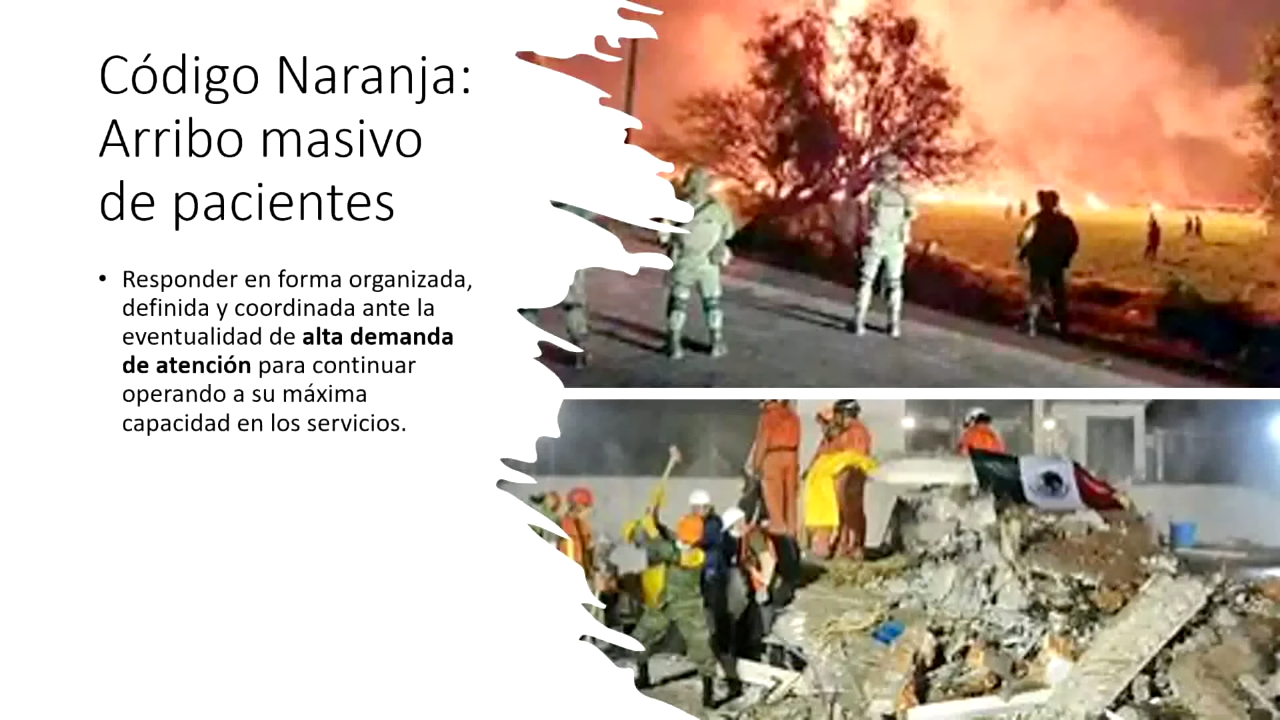 Código Naranja:
Arribo masivo
de pacientes
• Responder en forma organizada,
definida y coordinada ante la
eventualidad de alta demanda
de atención para continuar
operando a su máxima
capacidad en los servicios.